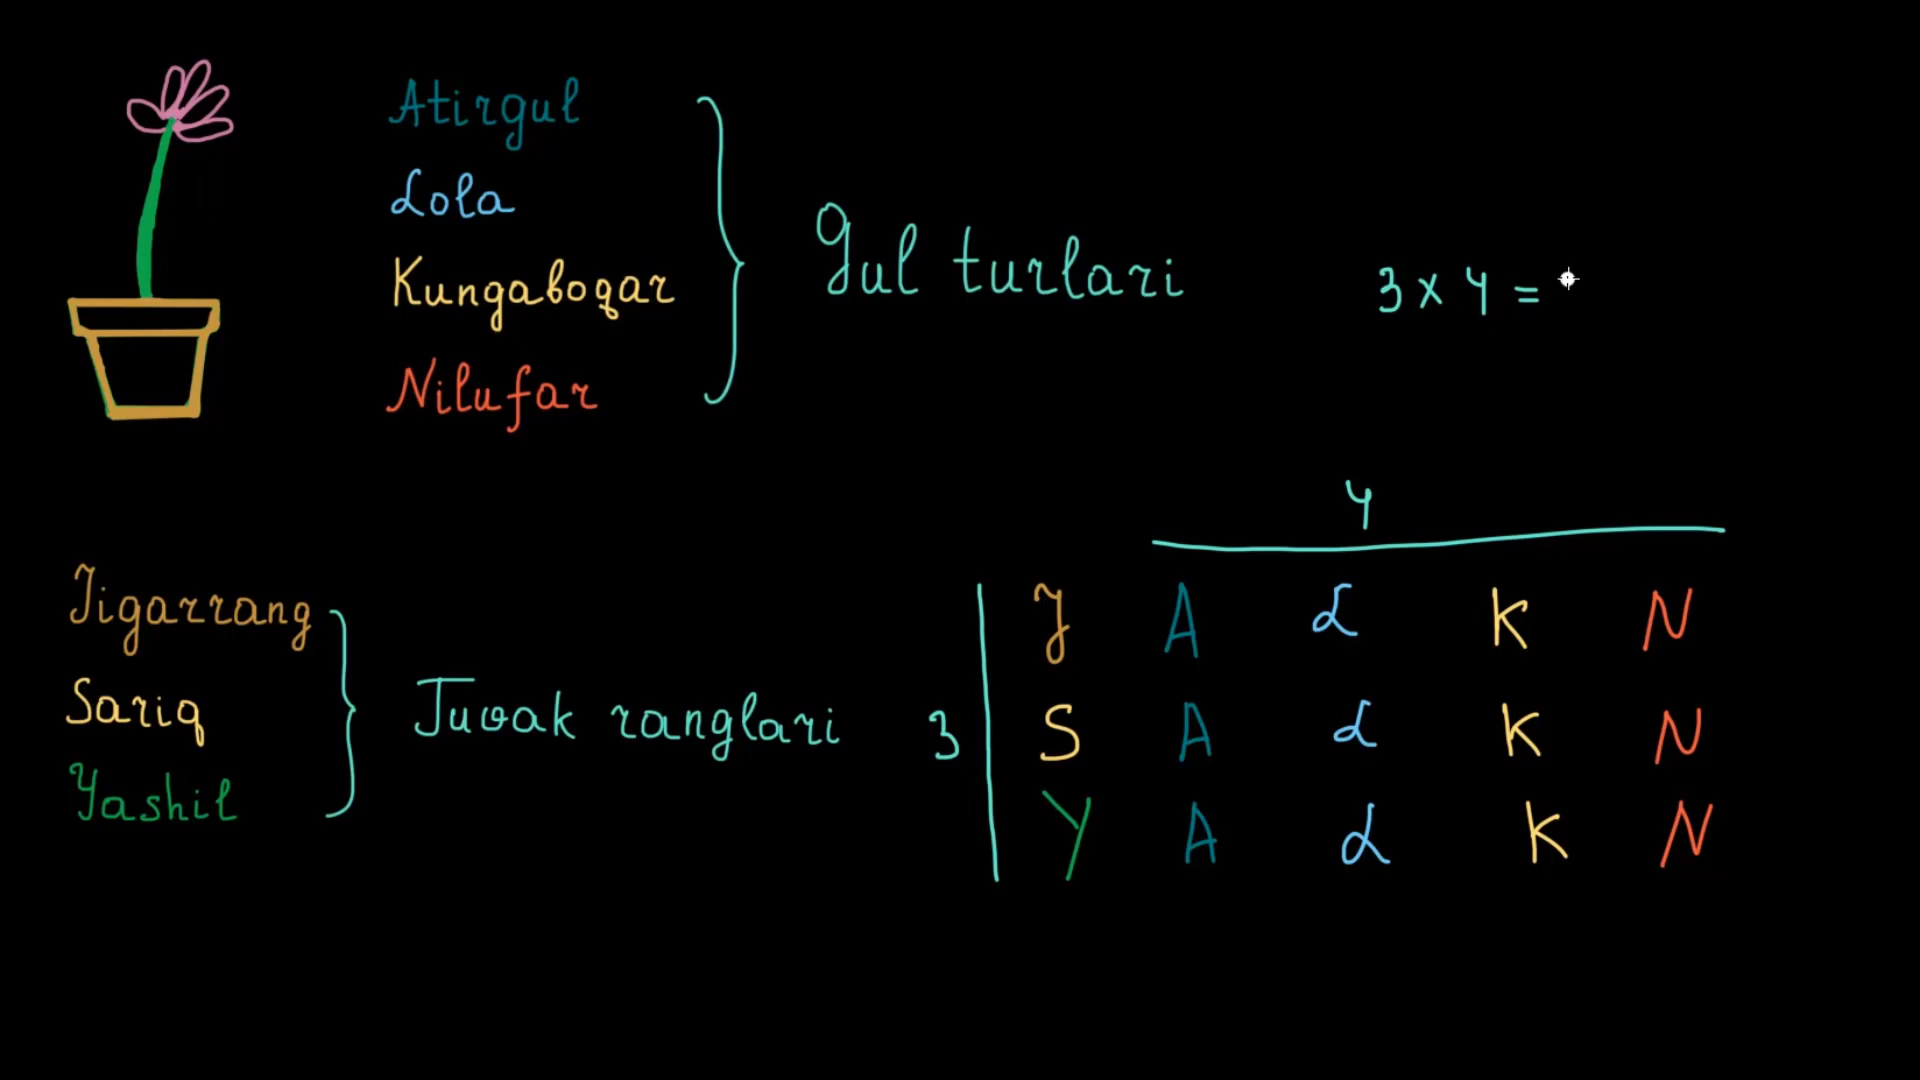 Atirgul
Lola
Kungaboqar
Nilufar
Gul turlari
3 x 4 =
Jigarrang
Sariq
Yashil
Tuvak ranglari
4
3
J A L K N
S A L K N
Y A L K N